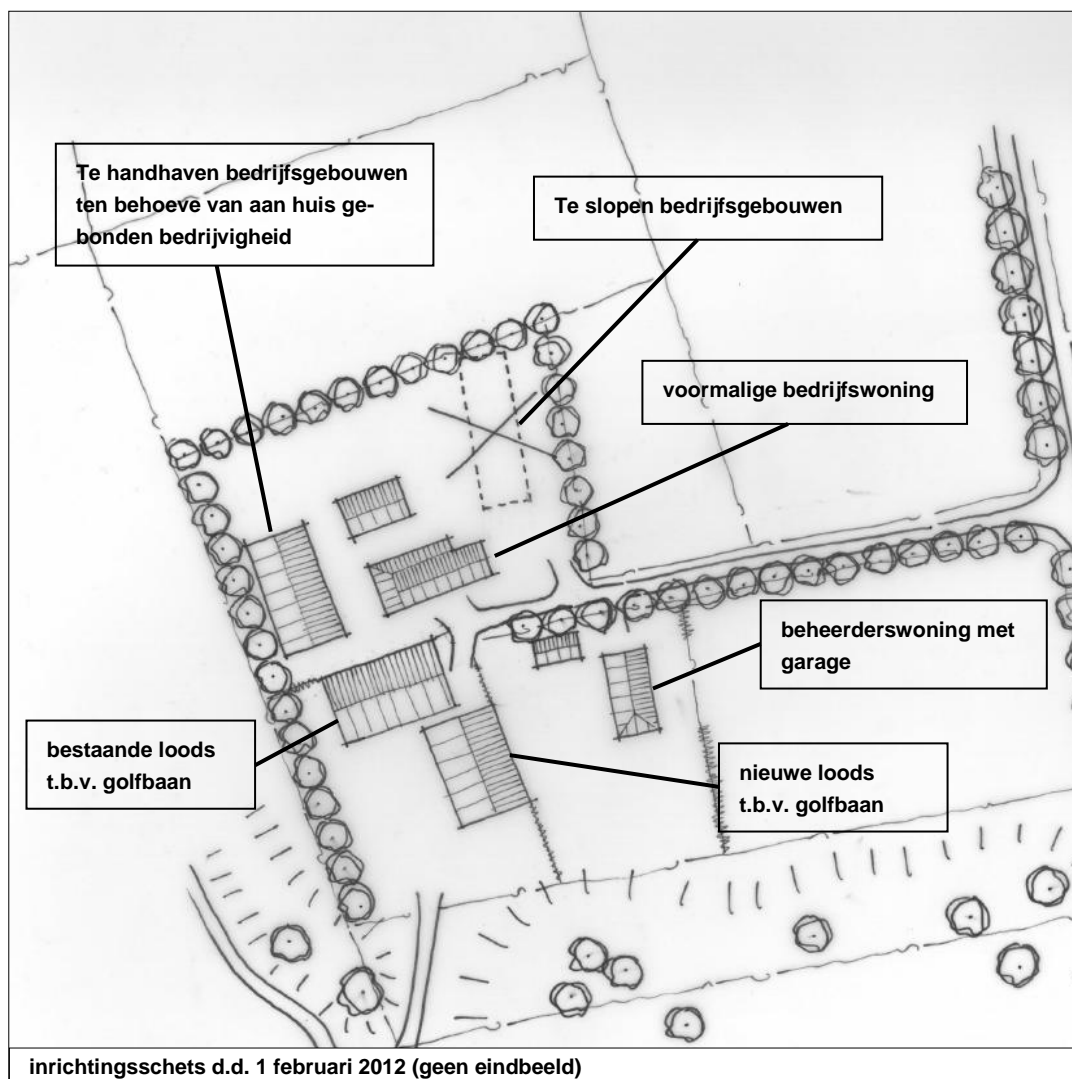 Te handhaven bedrijfsgebouwen
ten behoeve van aan huis ge-
bonden bedrijvigheid
Te slopen bedrijfsgebouwen
voormalige bedrijfswoning
beheerderswoning met
garage
bestaande loods
t.b.v. golfbaan
nieuwe loods
t.b.v. golfbaan
inrichtingsschets d.d. 1 februari 2012 (geen eindbeeld)